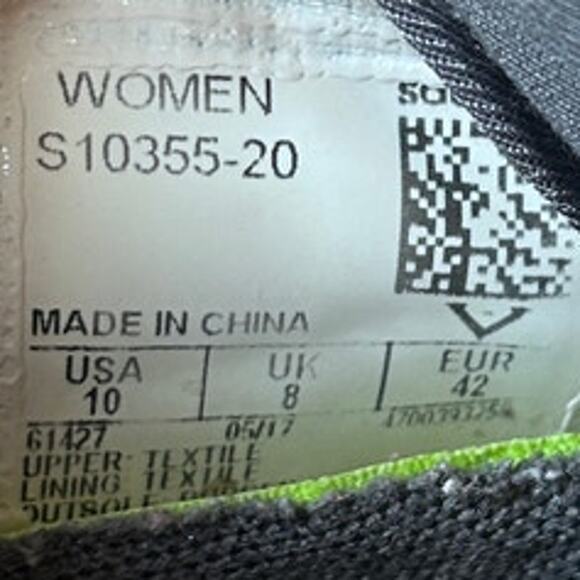 WOMEN
S10355-20
MADE IN CHINA
USA UK EUR
10 8 42
61427 05/17
UPPER: TEXTILE
LINING TEXTILE
OUTSOLE